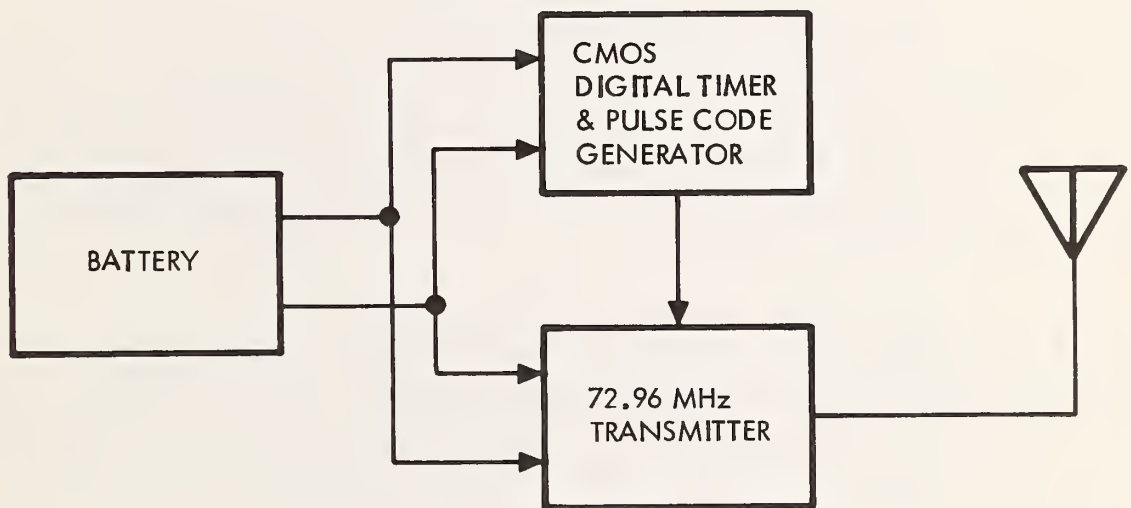 CMOS
DIGITAL TIMER
& PULSE CODE
GENERATOR
BATTERY
72.96 MHz
TRANSMITTER